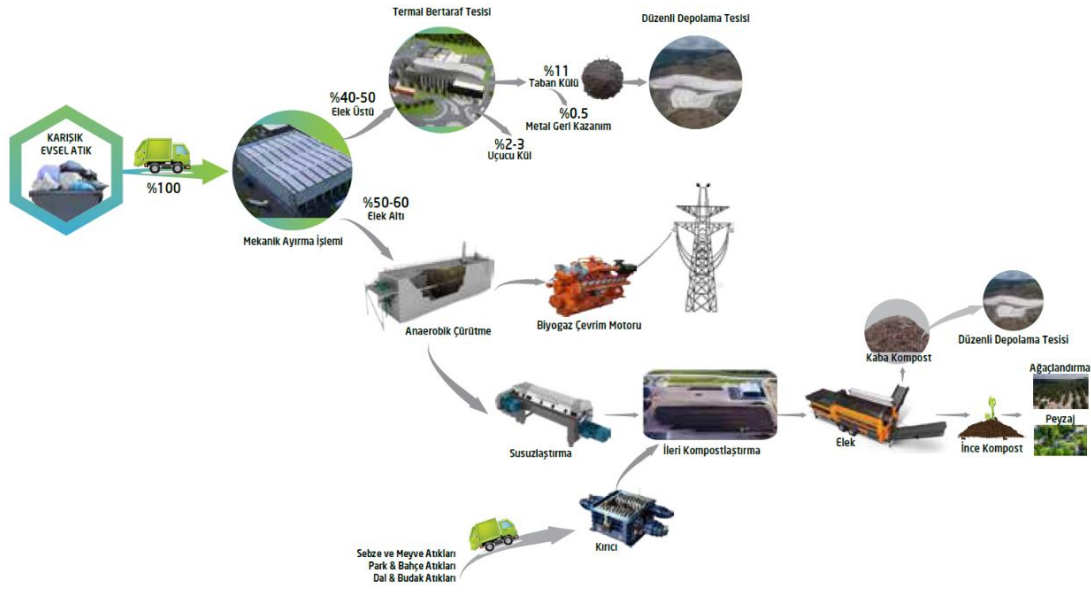 Termal Bertaraf Tesisi
Düzenli Depolama Tesisi
%11
Taban Külü
%40-50
Elek Üstü
%0.5
Metal Geri Kazanım
%2-3
Uçucu Kül
KARIŞIK
EVSEL ATIK
%100
Mekanik Ayırma İşlemi
%50-60
Elek Altı
Anaerobik Çürütme
Biyogaz Çevrim Motoru
Kaba Kompost
Düzenli Depolama Tesisi
Ağaçlandırma
Peyzaj
Susuzlaştırma
İleri Kompostlaştırma
Elek
İnce Kompost
Kırıcı
Sebze ve Meyve Atıkları
Park & Bahçe Atıkları
Dal & Budak Atıkları